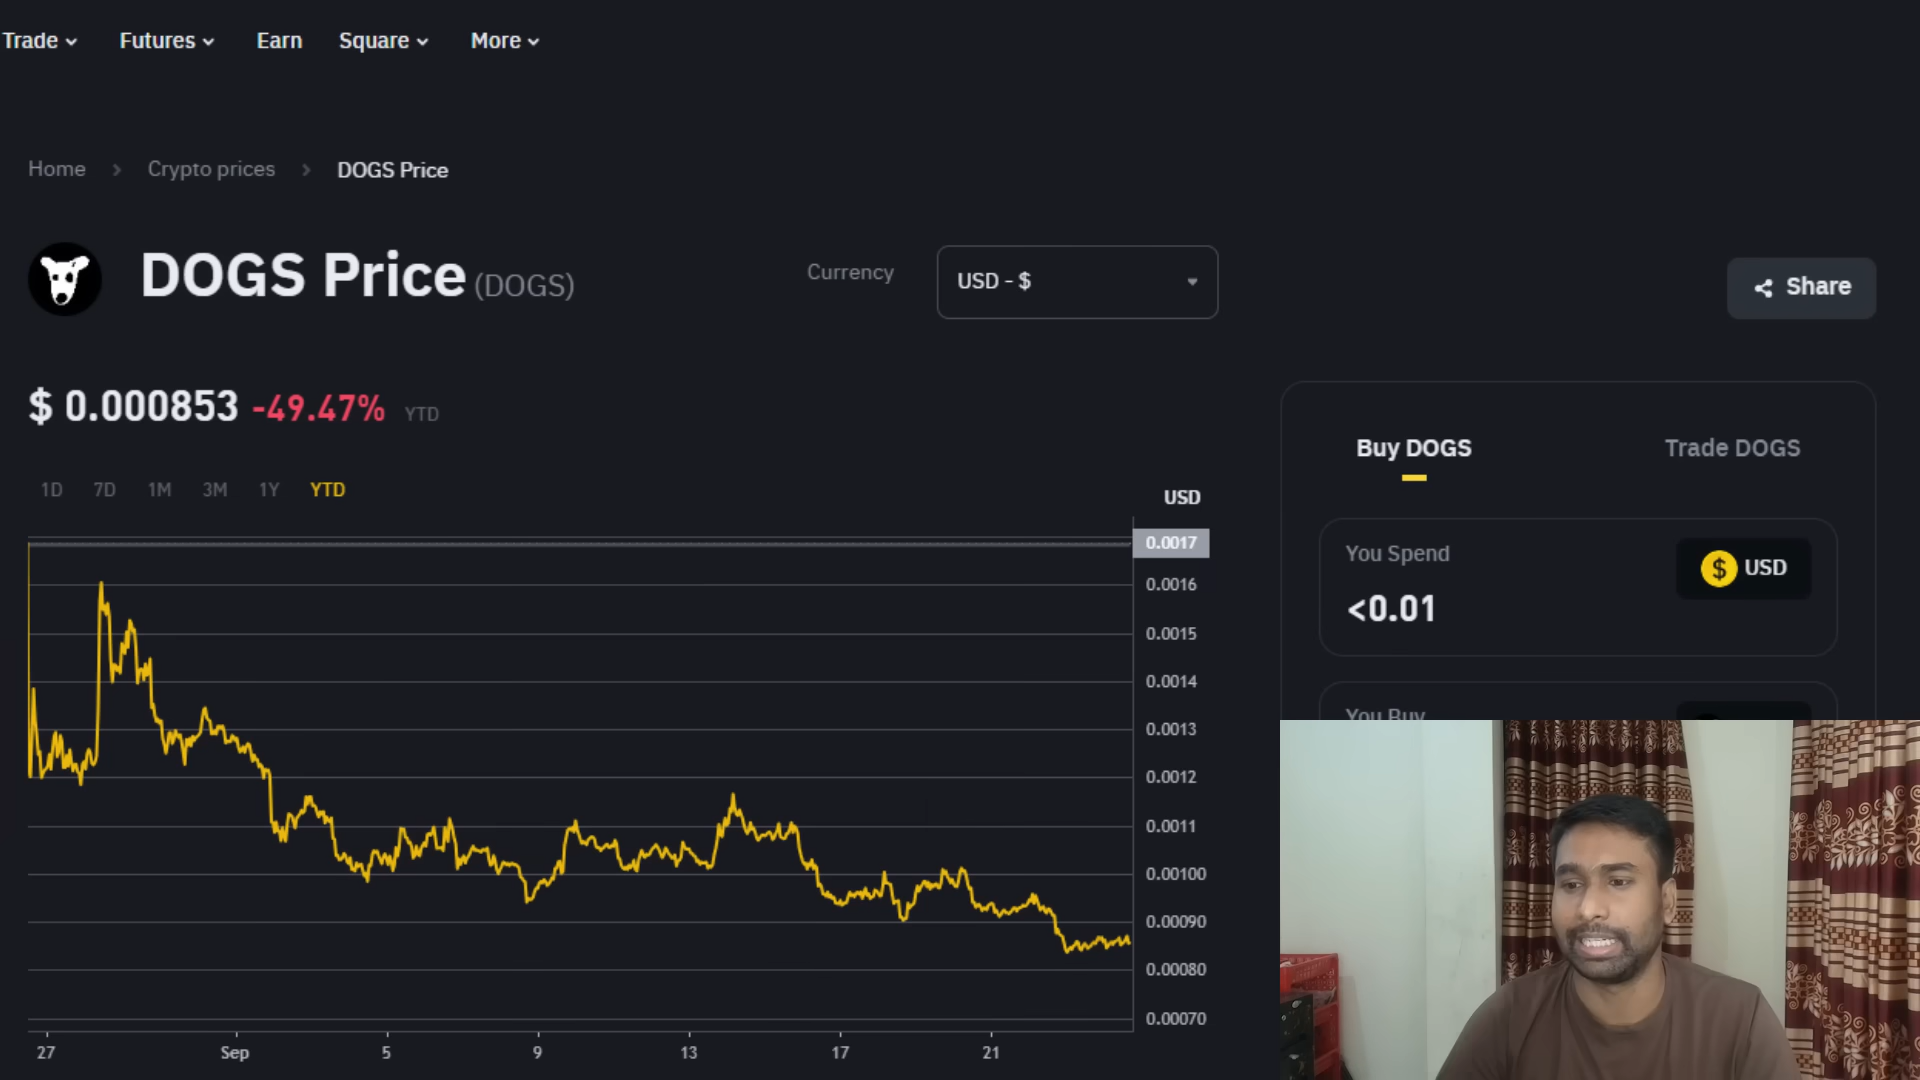 Trade Futures Earn Square More
Home > Crypto prices > DOGS Price
DOGS Price (DOGS)
Currency
USD - $
Share
$ 0.000853 -49.47% YTD
1D 7D 1M 3M 1Y YTD
USD
0.0017
0.0016
0.0015
0.0014
0.0013
0.0012
0.0011
0.00100
0.00090
0.00080
0.00070
27 Sep 5 9 13 17 21
Buy DOGS Trade DOGS
You Spend
<0.01
$ USD
You Buy